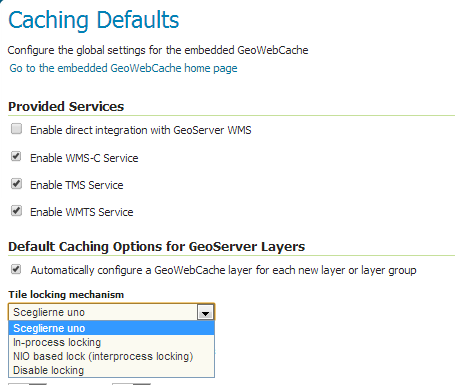 Caching Defaults
Configure the global settings for the embedded GeoWebCache
Go to the embedded GeoWebCache home page
Provided Services
Enable direct integration with GeoServer WMS
Enable WMS-C Service
Enable TMS Service
Enable WMTS Service
Default Caching Options for GeoServer Layers
Automatically configure a GeoWebCache layer for each new layer or layer group
Tile locking mechanism
Sceglierne uno
Sceglierne uno
In-process locking
NIO based lock (interprocess locking)
Disable locking